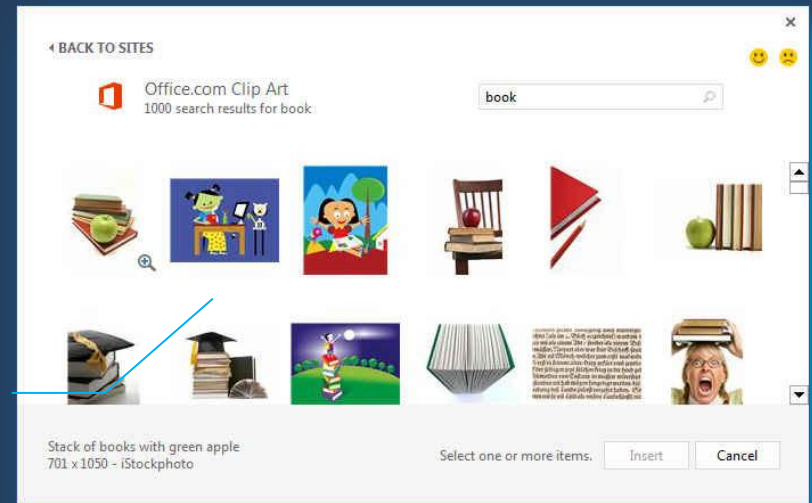 BACK TO SITES
Office.com Clip Art
1000 search results for book
book
Stack of books with green apple
701 x 1050 - iStockphoto
Select one or more items.
Insert
Cancel